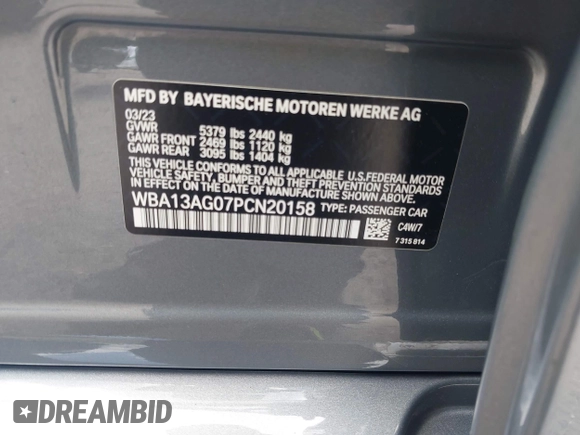 MFD BY BAYERISCHE MOTOREN WERKE AG
03/23
GVWR 5379 lbs 2440 kg
GAWR FRONT 2469 lbs 1120 kg
GAWR REAR 3095 lbs 1404 kg
THIS VEHICLE CONFORMS TO ALL APPLICABLE U.S.FEDERAL MOTOR
VEHICLE SAFETY, BUMPER, AND THEFT PREVENTION STANDARDS
IN EFFECT ON THE DATE OF MANUFACTURE SHOWN ABOVE.
WBA13AG07PCN20158 TYPE: PASSENGER CAR
C4W/7
7 315 814
DREAMBID